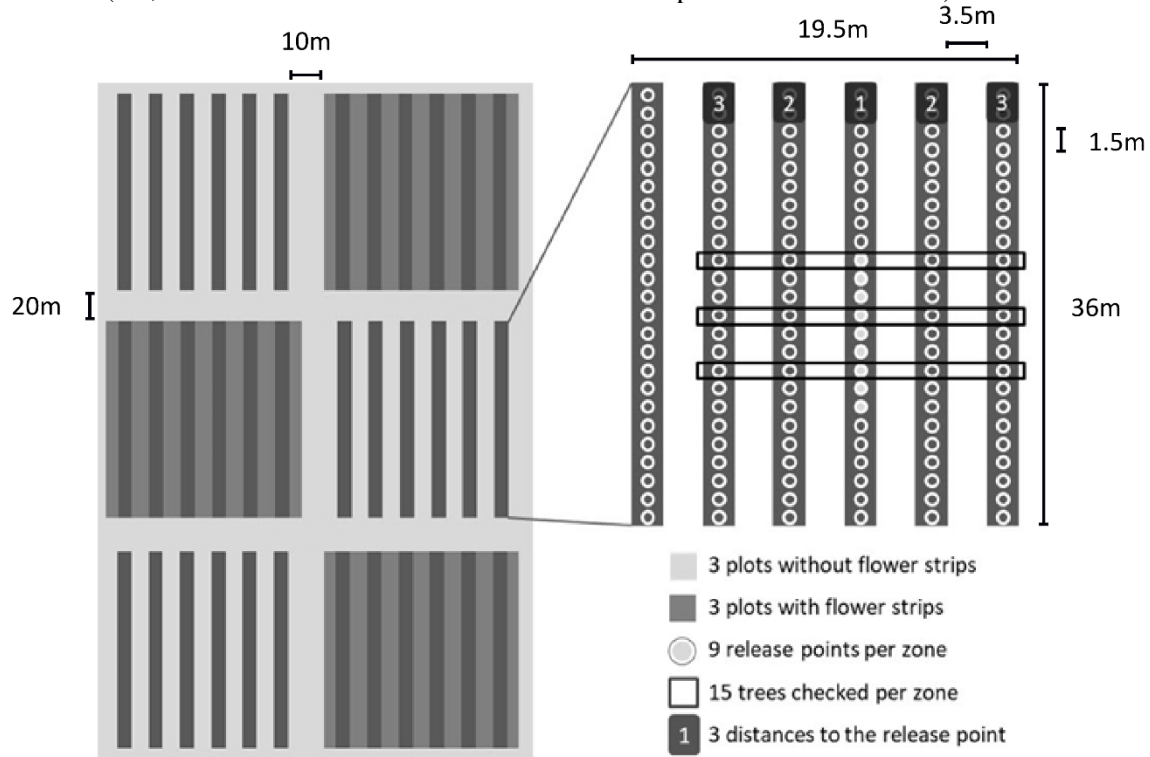 3.5m
19.5m
10m
3 2 1 2 3
1.5m
20m
36m
3 plots without flower strips
3 plots with flower strips
9 release points per zone
15 trees checked per zone
1 3 distances to the release point